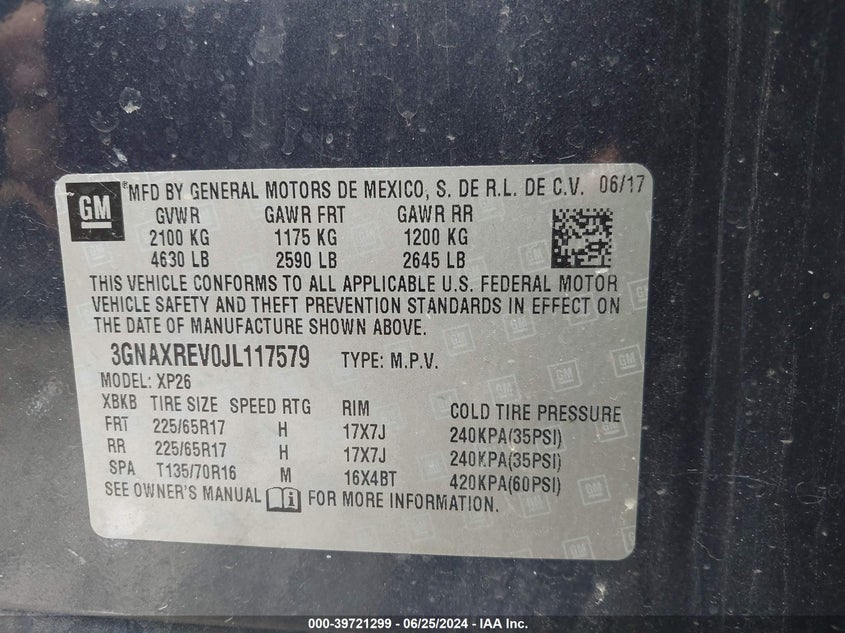 GM
®MFD BY GENERAL MOTORS DE MEXICO, S. DE R.L. DE C.V. 06/17
GVWR GAWR FRT GAWR RR
2100 KG 1175 KG 1200 KG
4630 LB 2590 LB 2645 LB
THIS VEHICLE CONFORMS TO ALL APPLICABLE U.S. FEDERAL MOTOR
VEHICLE SAFETY AND THEFT PREVENTION STANDARDS IN EFFECT ON
THE DATE OF MANUFACTURE SHOWN ABOVE.
3GNAXREV0JL117579 TYPE: M.P.V.
MODEL: XP26
XBKB TIRE SIZE SPEED RTG RIM COLD TIRE PRESSURE
FRT 225/65R17 H 17X7J 240KPA(35PSI)
RR 225/65R17 H 17X7J 240KPA(35PSI)
SPA T135/70R16 M 16X4BT 420KPA(60PSI)
SEE OWNER'S MANUAL FOR MORE INFORMATION.
000-39721299 - 06/25/2024 - IAA Inc.